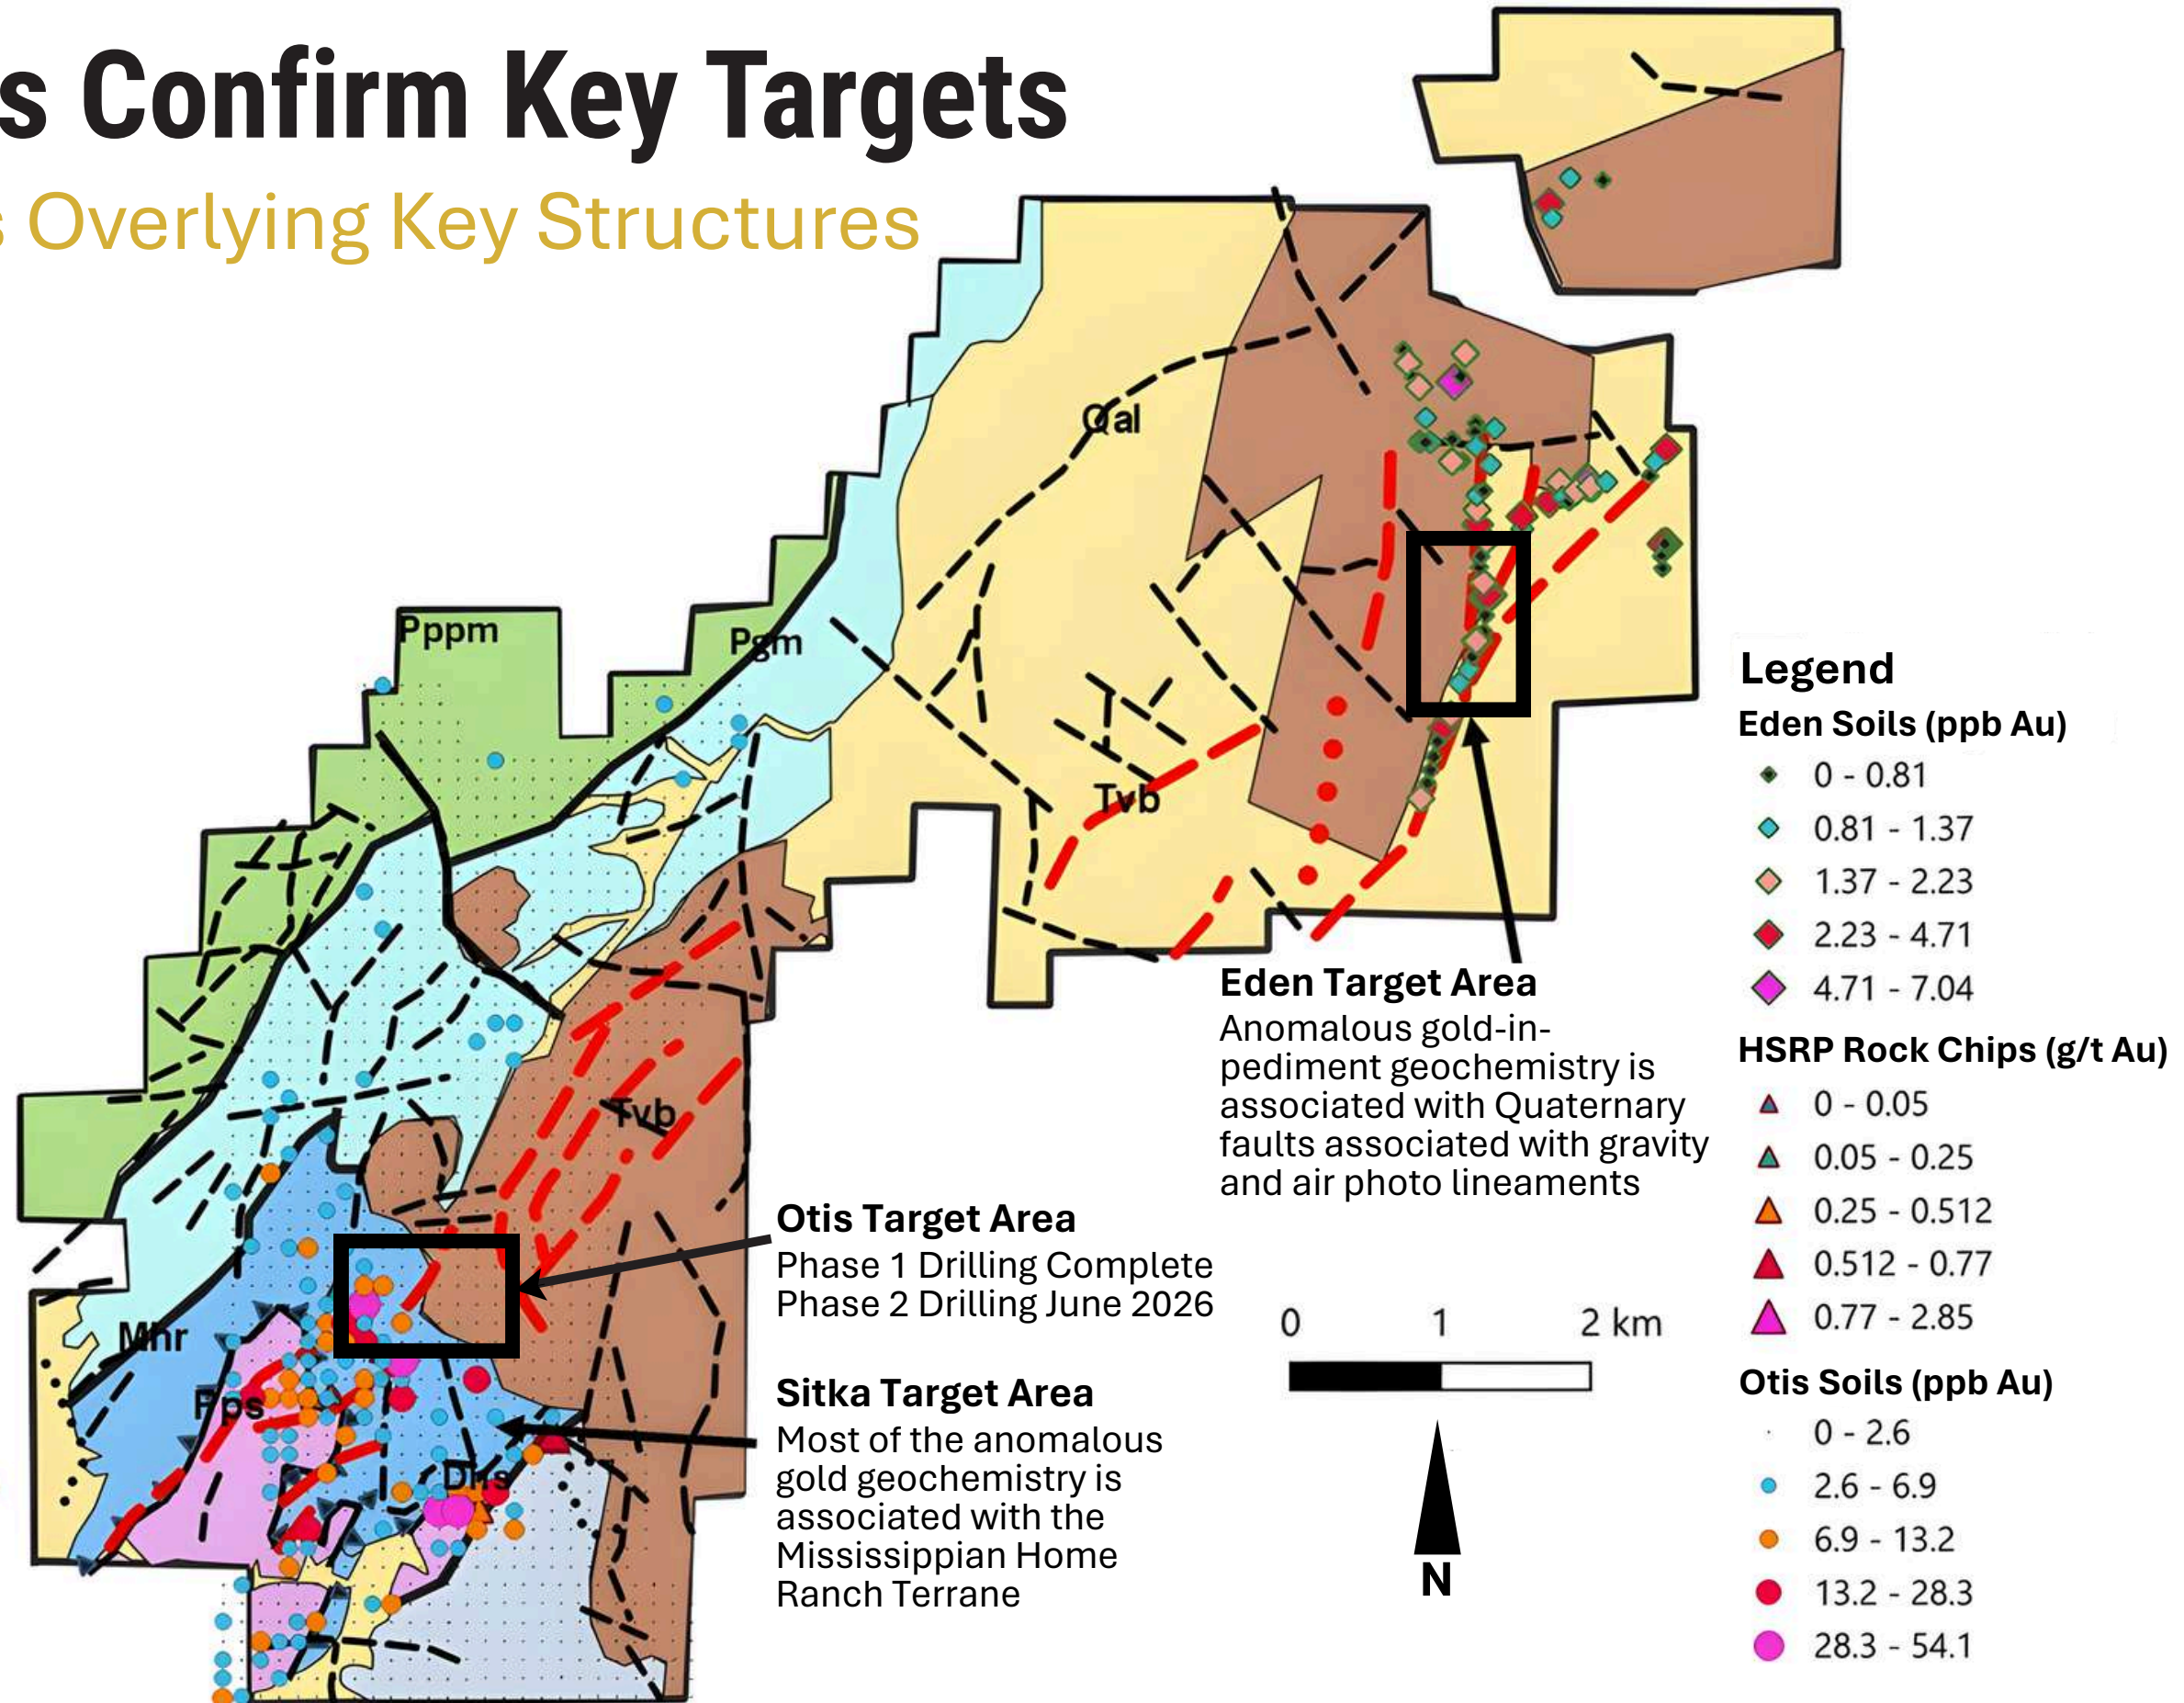 s Confirm Key Targets
s Overlying Key Structures
Qal
Pppm
Pgm
Tvb
Tvb
Mhr
Pps
Dhs
Eden Target Area
Anomalous gold-in-
pediment geochemistry is
associated with Quaternary
faults associated with gravity
and air photo lineaments
Otis Target Area
Phase 1 Drilling Complete
Phase 2 Drilling June 2026
Sitka Target Area
Most of the anomalous
gold geochemistry is
associated with the
Mississippian Home
Ranch Terrane
0 1 2 km
N
Legend
Eden Soils (ppb Au)
0 - 0.81
0.81 - 1.37
1.37 - 2.23
2.23 - 4.71
4.71 - 7.04
HSRP Rock Chips (g/t Au)
0 - 0.05
0.05 - 0.25
0.25 - 0.512
0.512 - 0.77
0.77 - 2.85
Otis Soils (ppb Au)
0 - 2.6
2.6 - 6.9
6.9 - 13.2
13.2 - 28.3
28.3 - 54.1